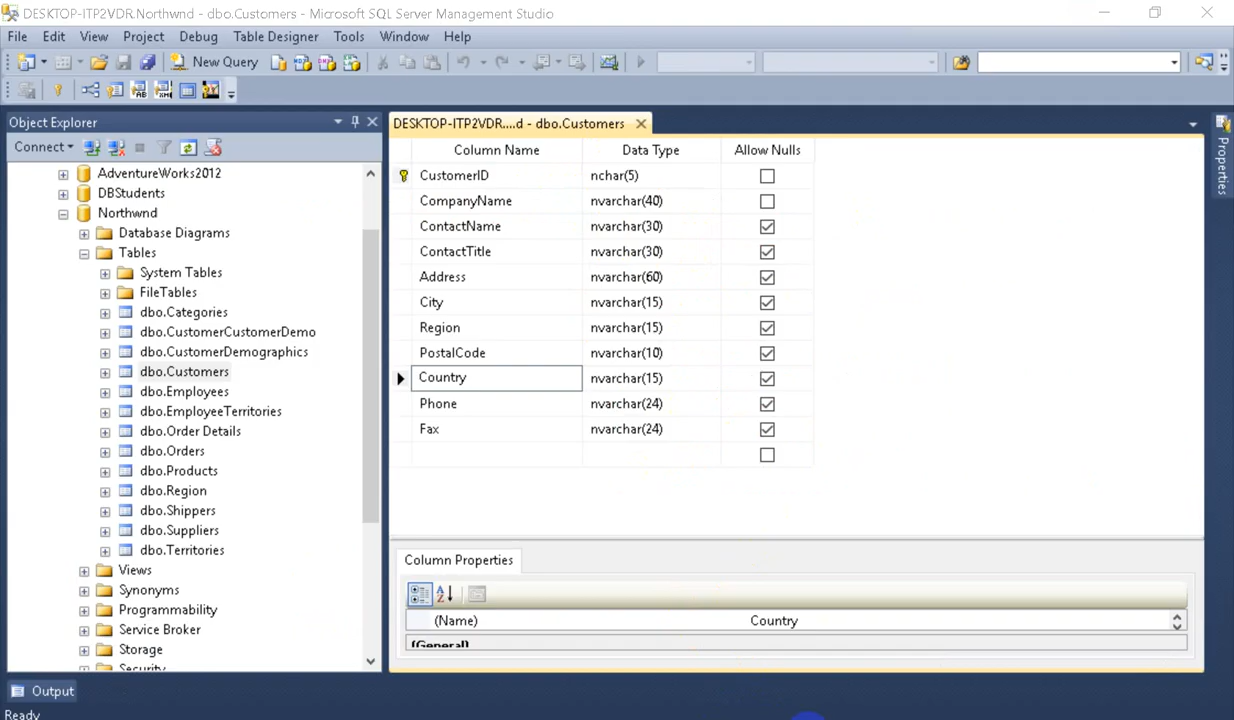 DESKTOP-ITP2VDR.Northwnd - dbo.Customers - Microsoft SQL Server Management Studio
File Edit View Project Debug Table Designer Tools Window Help
New Query
Object Explorer
Connect
AdventureWorks2012
DBStudents
Northwnd
Database Diagrams
Tables
System Tables
FileTables
dbo.Categories
dbo.CustomerCustomerDemo
dbo.CustomerDemographics
dbo.Customers
dbo.Employees
dbo.EmployeeTerritories
dbo.Order Details
dbo.Orders
dbo.Products
dbo.Region
dbo.Shippers
dbo.Suppliers
dbo.Territories
Views
Synonyms
Programmability
Service Broker
Storage
Security
DESKTOP-ITP2VDR....d - dbo.Customers
Column Name Data Type Allow Nulls
CustomerID nchar(5)
CompanyName nvarchar(40)
ContactName nvarchar(30)
ContactTitle nvarchar(30)
Address nvarchar(60)
City nvarchar(15)
Region nvarchar(15)
PostalCode nvarchar(10)
Country nvarchar(15)
Phone nvarchar(24)
Fax nvarchar(24)
Column Properties
(Name) Country
(General)
Properties
Output
Ready